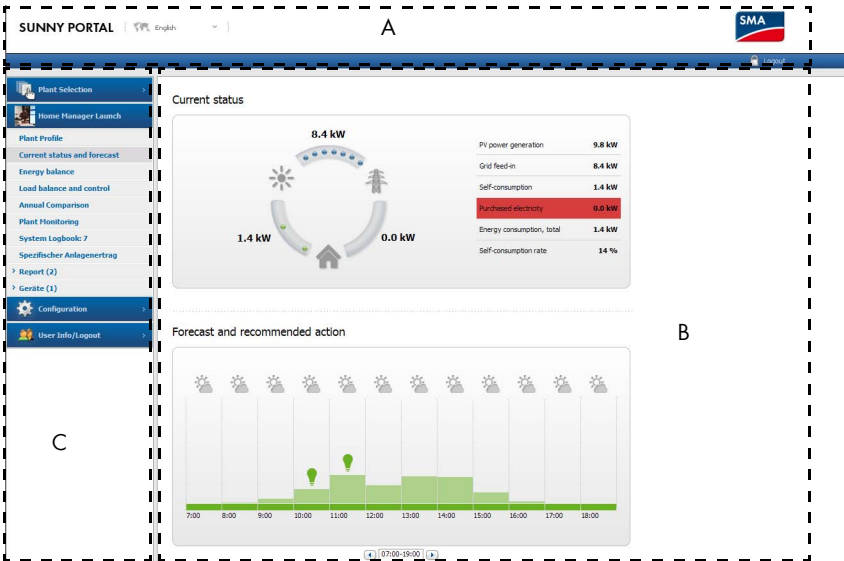 SUNNY PORTAL
English
A
SMA
Logout
Plant Selection
Home Manager Launch
Plant Profile
Current status and forecast
Energy balance
Load balance and control
Annual Comparison
Plant Monitoring
System Logbook: 7
Spezifischer Anlagenertrag
Report (2)
Geräte (1)
Configuration
User Info/Logout
C
Current status
8.4 kW
1.4 kW
0.0 kW
PV power generation 9.8 kW
Grid feed-in 8.4 kW
Self-consumption 1.4 kW
Purchased electricity 0.0 kW
Energy consumption, total 1.4 kW
Self-consumption rate 14 %
Forecast and recommended action
B
7:00 8:00 9:00 10:00 11:00 12:00 13:00 14:00 15:00 16:00 17:00 18:00
07:00-19:00